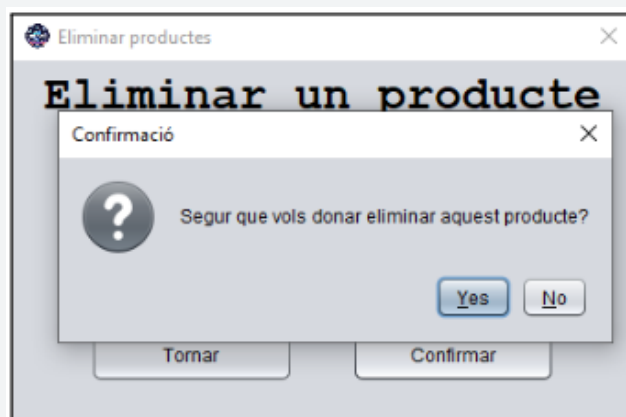 Eliminar productes
Eliminar un producte
Confirmació
Segur que vols donar eliminar aquest producte?
Yes No
Tornar Confirmar